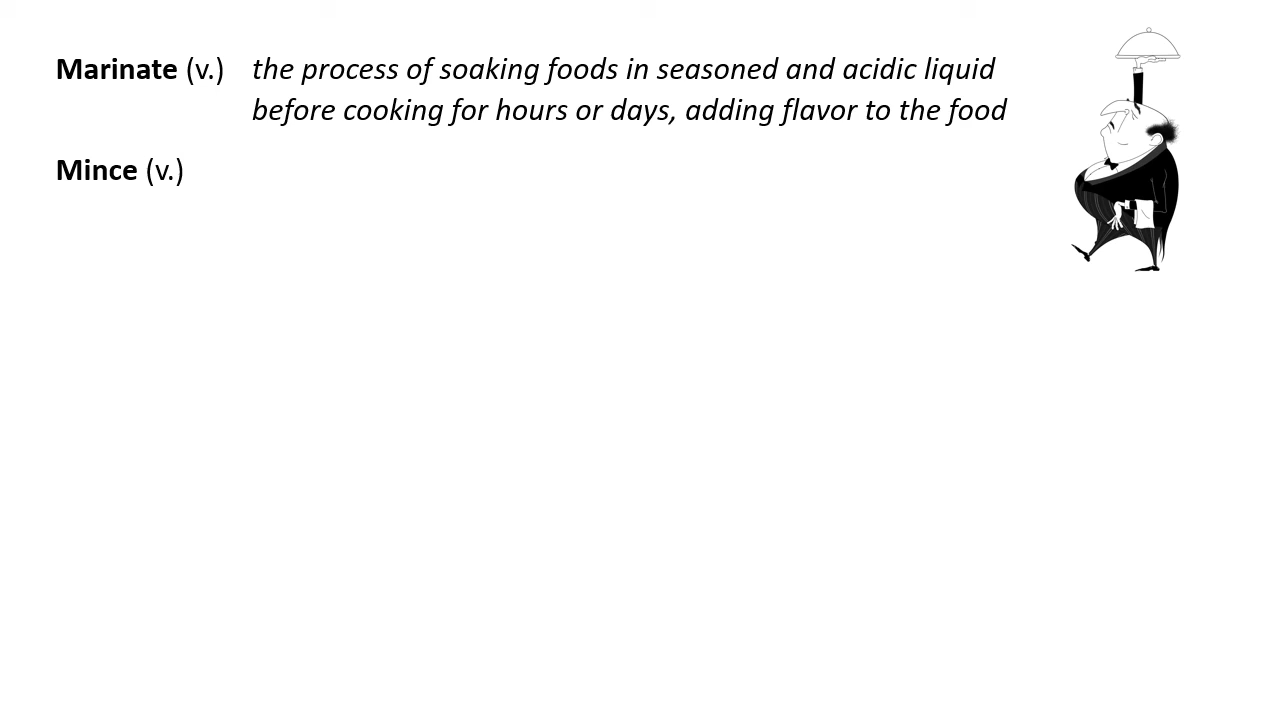 Marinate (v.) the process of soaking foods in seasoned and acidic liquid
before cooking for hours or days, adding flavor to the food
Mince (v.)